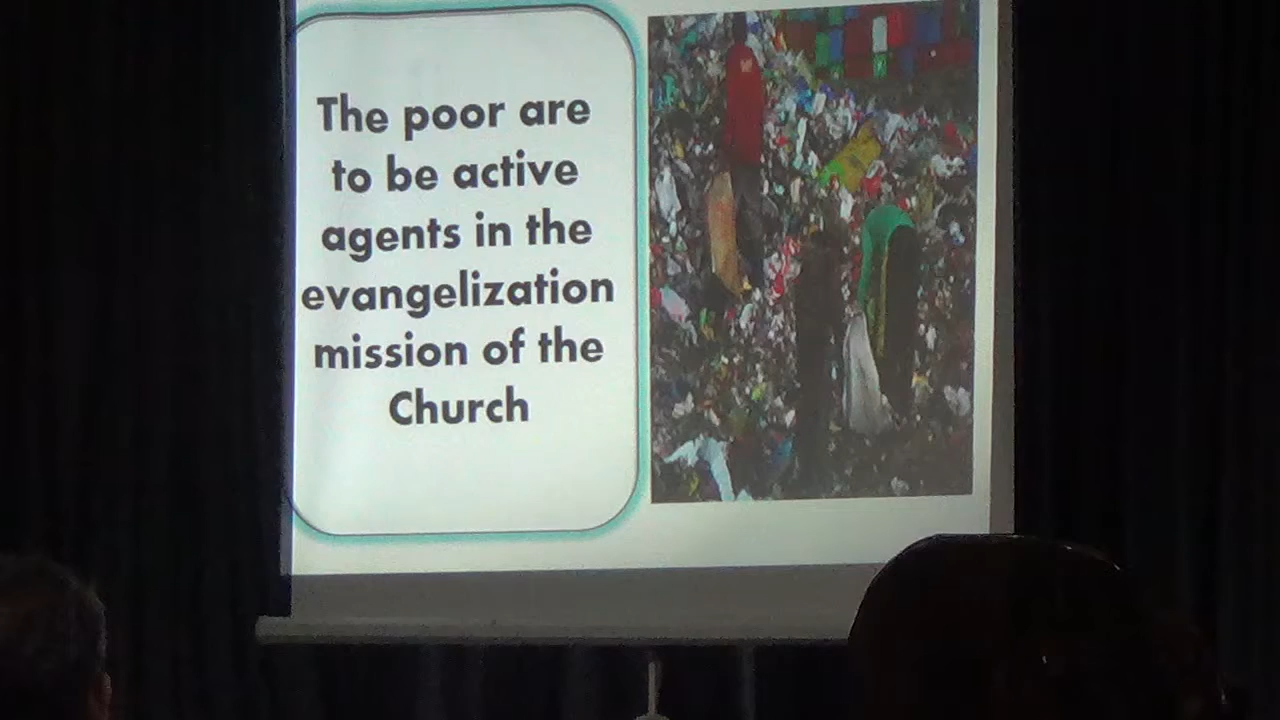 The poor are
to be active
agents in the
evangelization
mission of the
Church